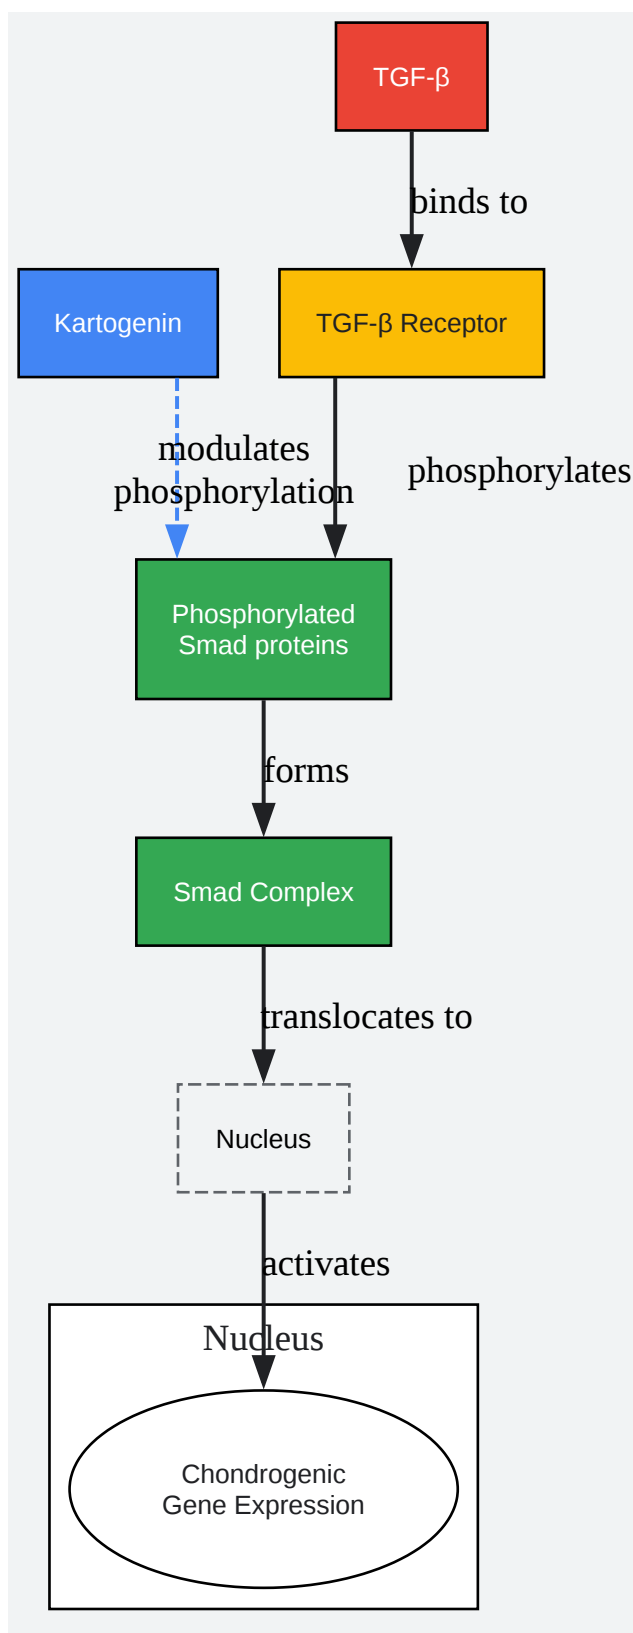 TGF-β
binds to
Kartogenin
TGF-β Receptor
modulates
phosphorylation
phosphorylates
Phosphorylated
Smad proteins
forms
Smad Complex
translocates to
Nucleus
activates
Nucleus
Chondrogenic
Gene Expression